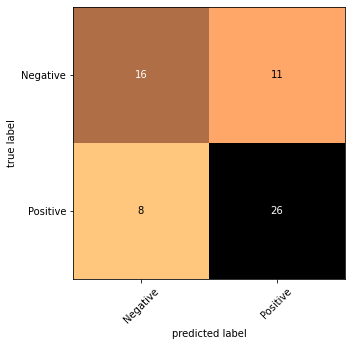 Negative
16
11
true label
Positive
8
26
Negative
Positive
predicted label